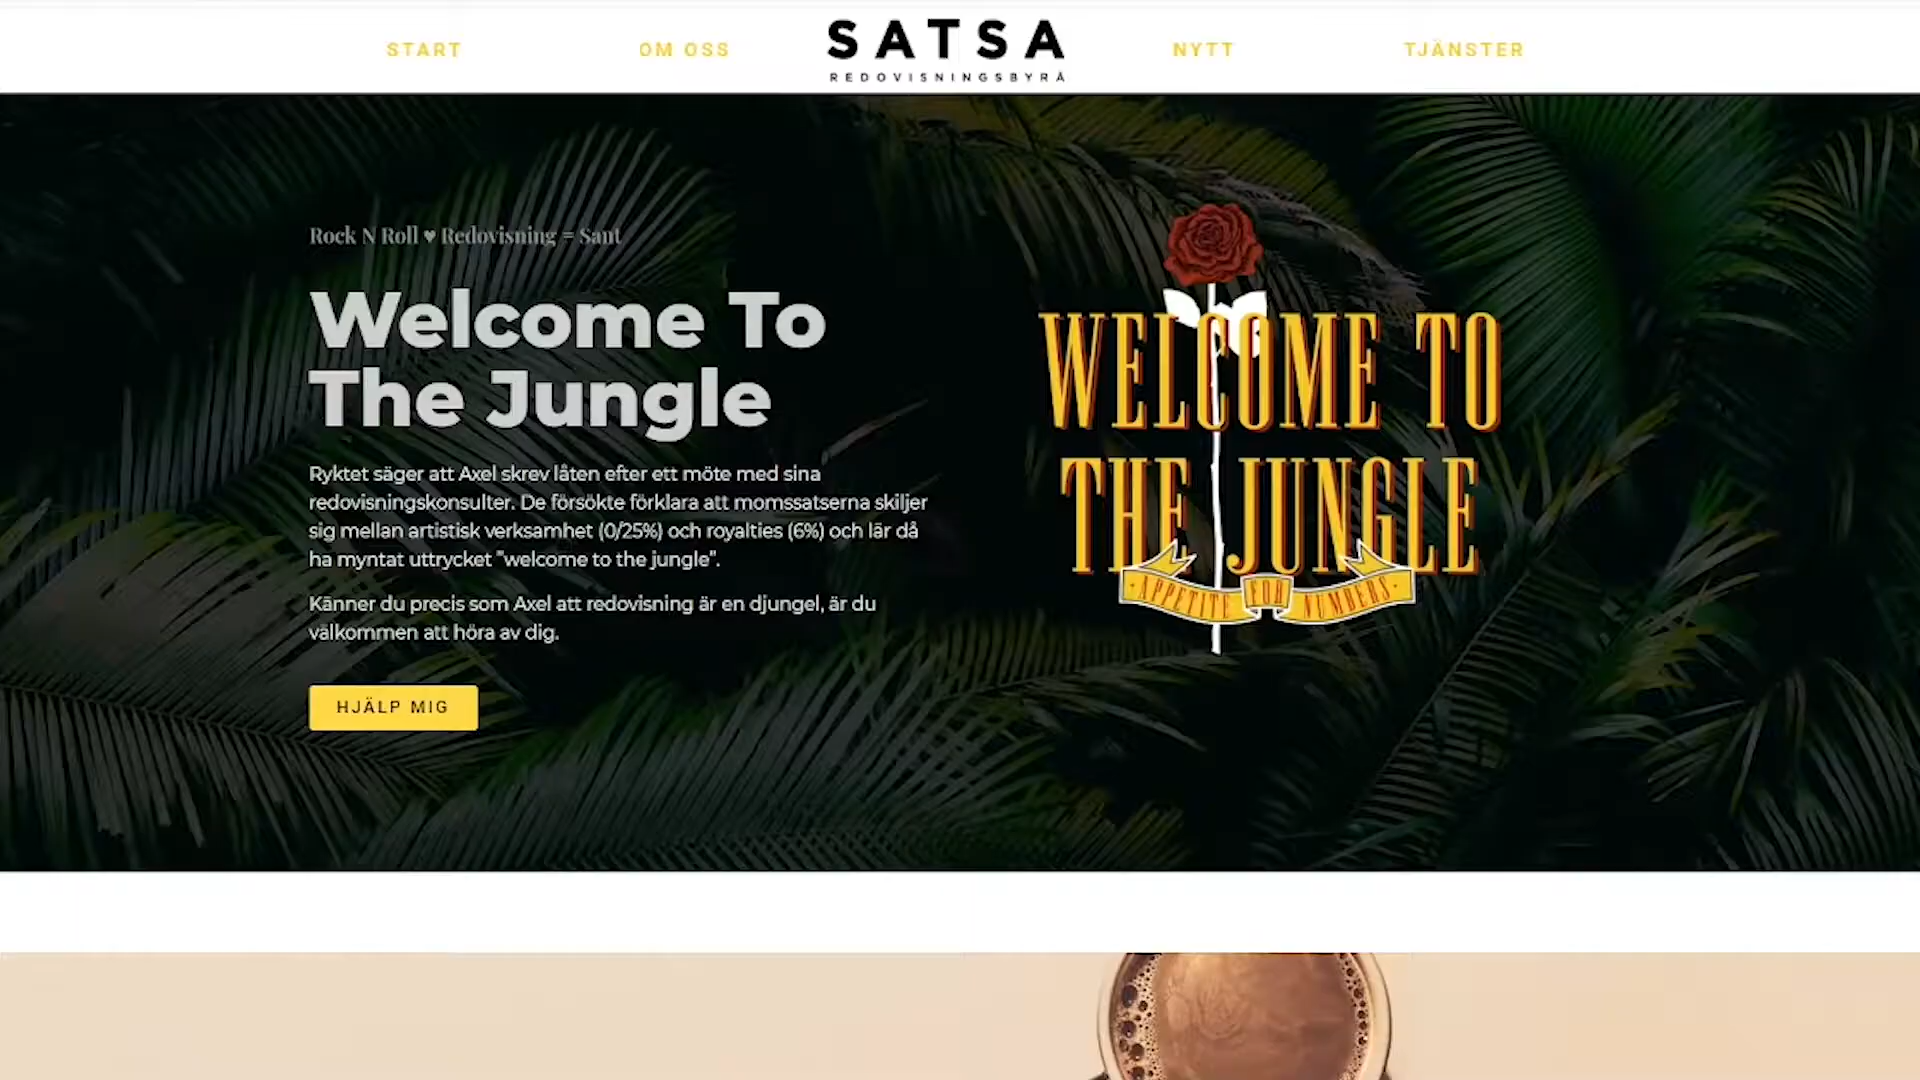 START
OM OSS
SATSA
REDOVISNINGSBYRÅ
NYTT
TJÄNSTER
Rock N Roll ♥ Redovisning = Sant
Welcome To
The Jungle
Ryktet säger att Axel skrev låten efter ett möte med sina
redovisningskonsulter. De försökte förklara att momssatserna skiljer
sig mellan artistisk verksamhet (0/25%) och royalties (6%) och lär då
ha myntat uttrycket ”welcome to the jungle”.
Känner du precis som Axel att redovisning är en djungel, är du
välkommen att höra av dig.
HJÄLP MIG
WELCOME TO
THE JUNGLE
·APPETITE FOR NUMBERS·